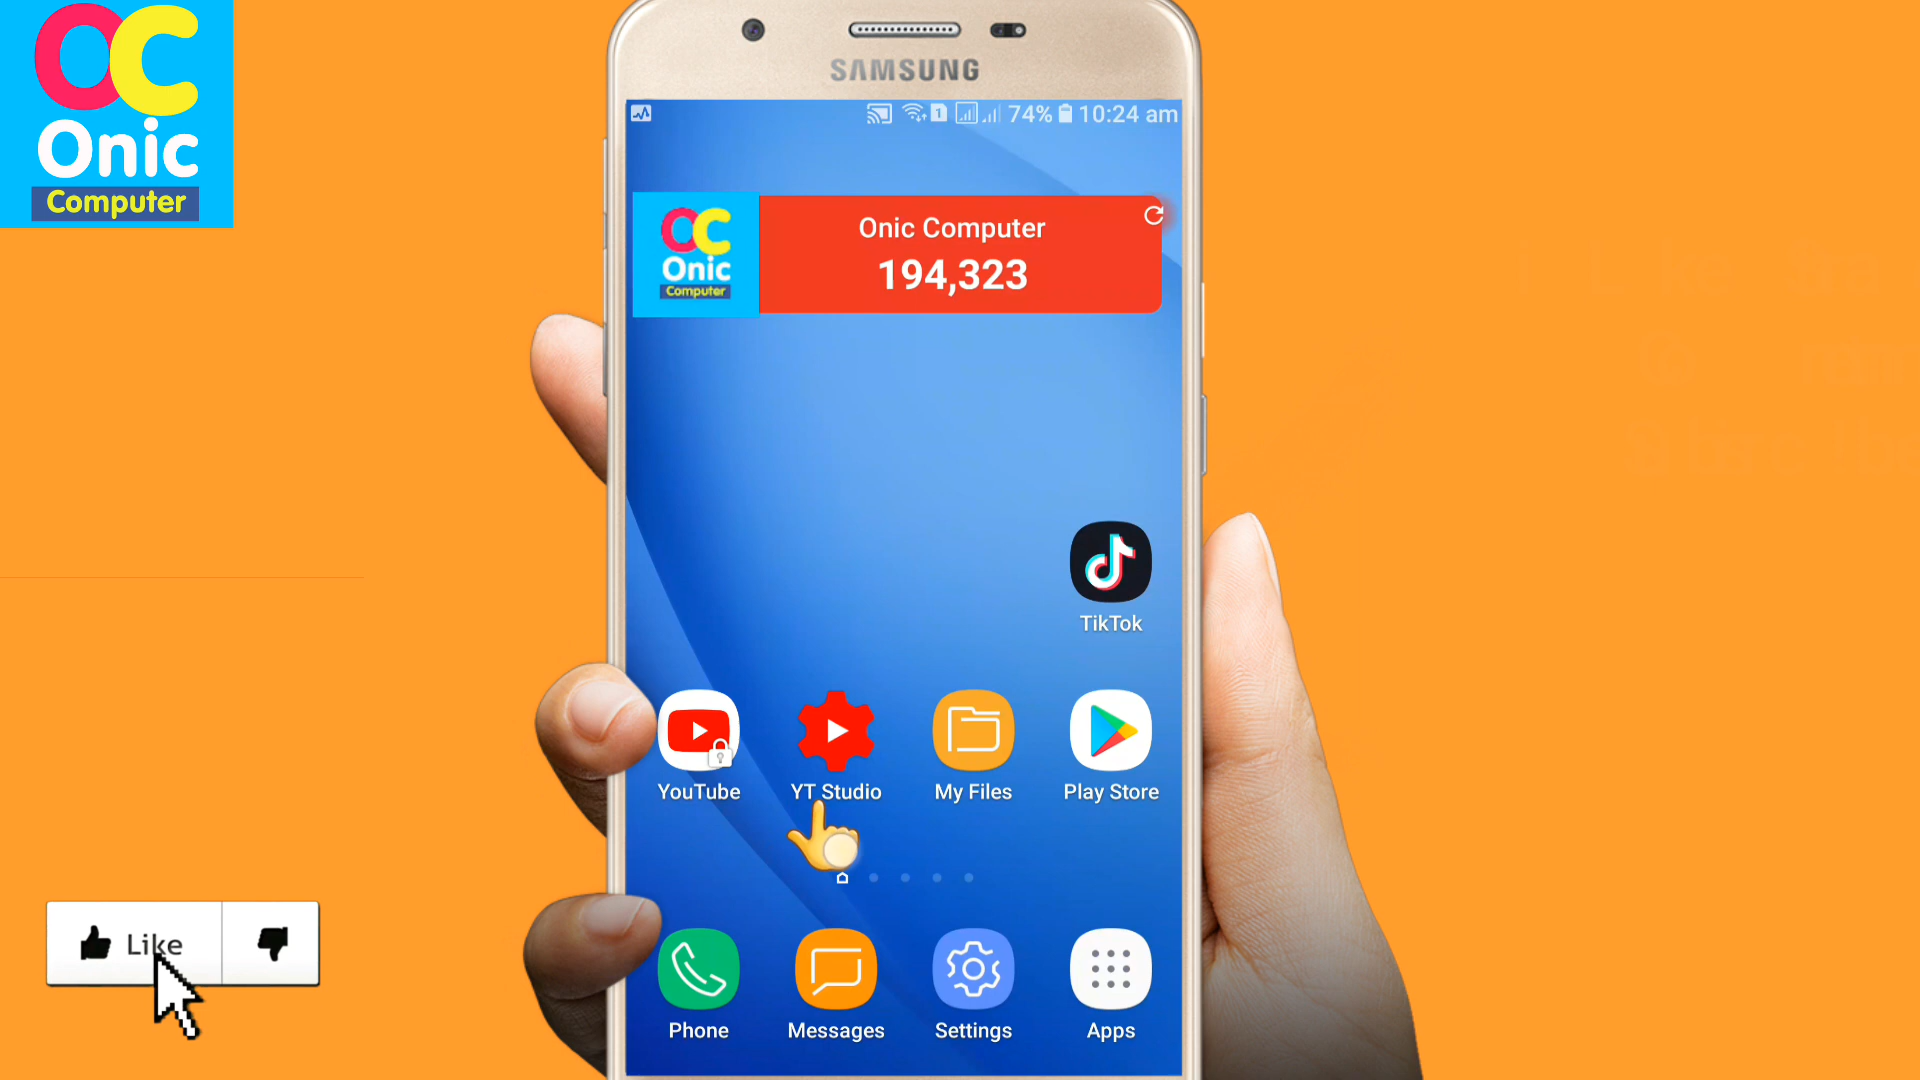 OC
Onic
Computer
SAMSUNG
1 74% 10:24 am
OC
Onic
Computer
Onic Computer
194,323
TikTok
YouTube
YT Studio
My Files
Play Store
Like
Phone
Messages
Settings
Apps